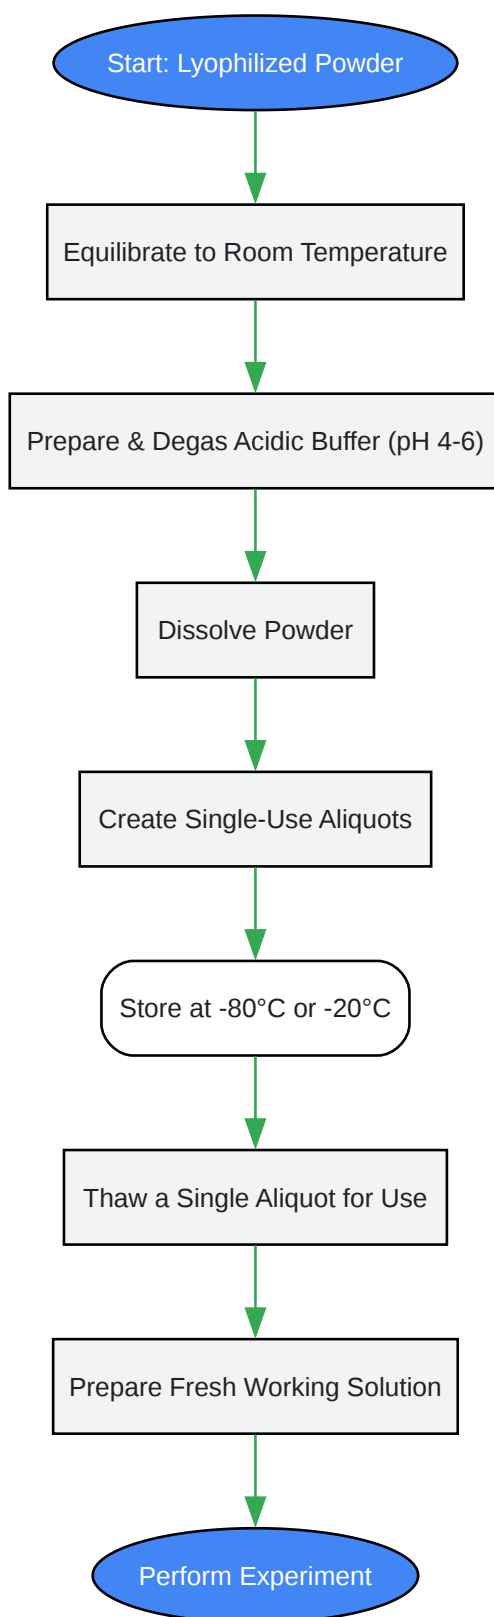 Start: Lyophilized Powder
Equilibrate to Room Temperature
Prepare & Degas Acidic Buffer (pH 4-6)
Dissolve Powder
Create Single-Use Aliquots
Store at -80°C or -20°C
Thaw a Single Aliquot for Use
Prepare Fresh Working Solution
Perform Experiment